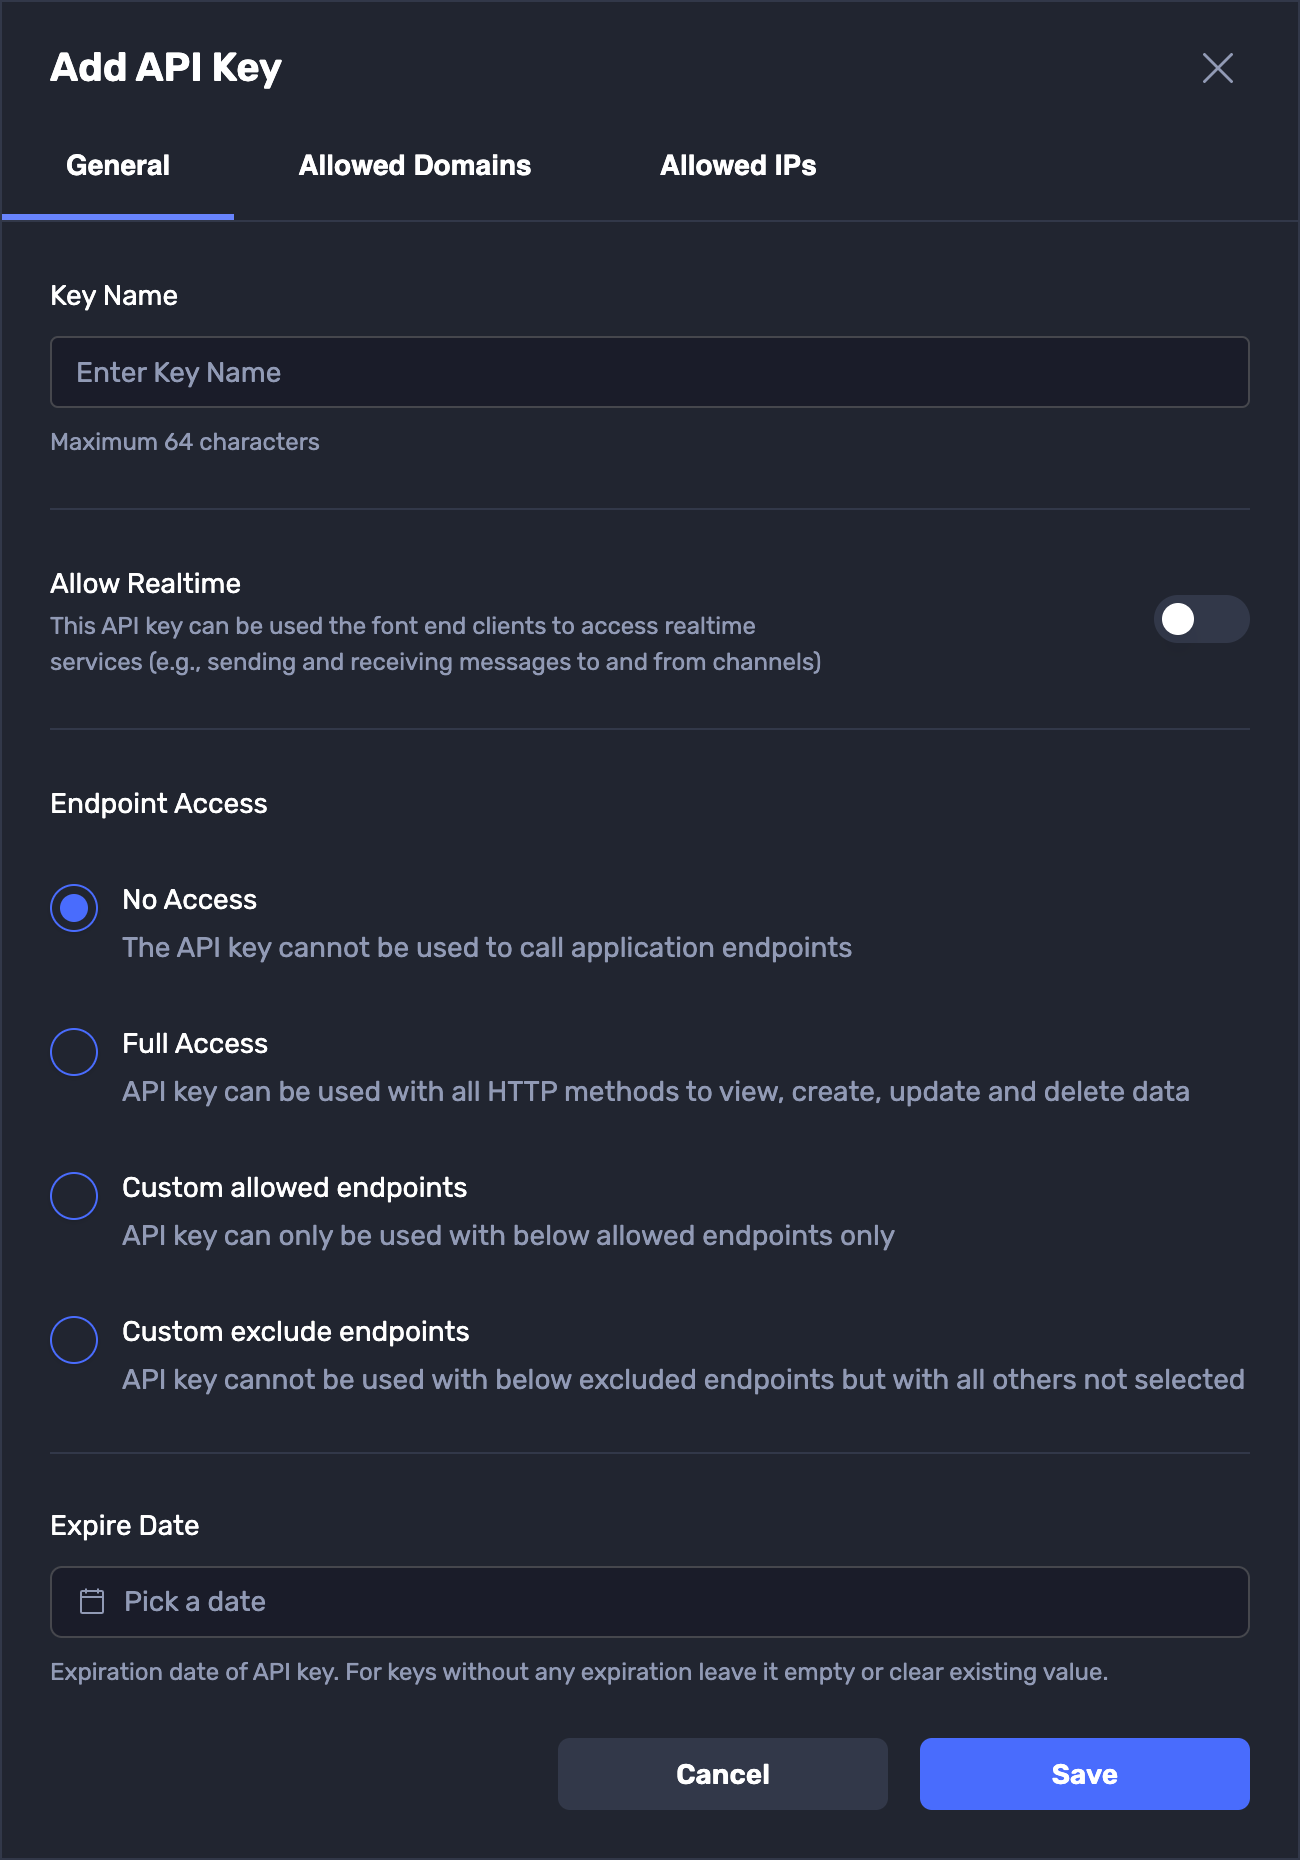 Add API Key
General
Allowed Domains
Allowed IPs
Key Name
Enter Key Name
Maximum 64 characters
Allow Realtime
This API key can be used the font end clients to access realtime
services (e.g., sending and receiving messages to and from channels)
Endpoint Access
No Access
The API key cannot be used to call application endpoints
Full Access
API key can be used with all HTTP methods to view, create, update and delete data
Custom allowed endpoints
API key can only be used with below allowed endpoints only
Custom exclude endpoints
API key cannot be used with below excluded endpoints but with all others not selected
Expire Date
Pick a date
Expiration date of API key. For keys without any expiration leave it empty or clear existing value.
Cancel
Save